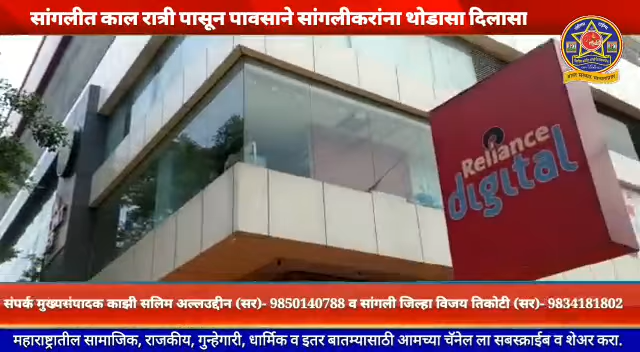 सांगलीत काल रात्री पासून पावसाने सांगलीकरांना थोडासा दिलासा
Reliance
digital
संपर्क मुख्यसंपादक काझी सलिम अल्लउद्दीन (सर)- 9850140788 व सांगली जिल्हा विजय तिकोटी (सर)- 9834181802
महाराष्ट्रातील सामाजिक, राजकीय, गुन्हेगारी, धार्मिक व इतर बातम्यासाठी आमच्या चॅनेल ला सबस्क्राईब व शेअर करा.